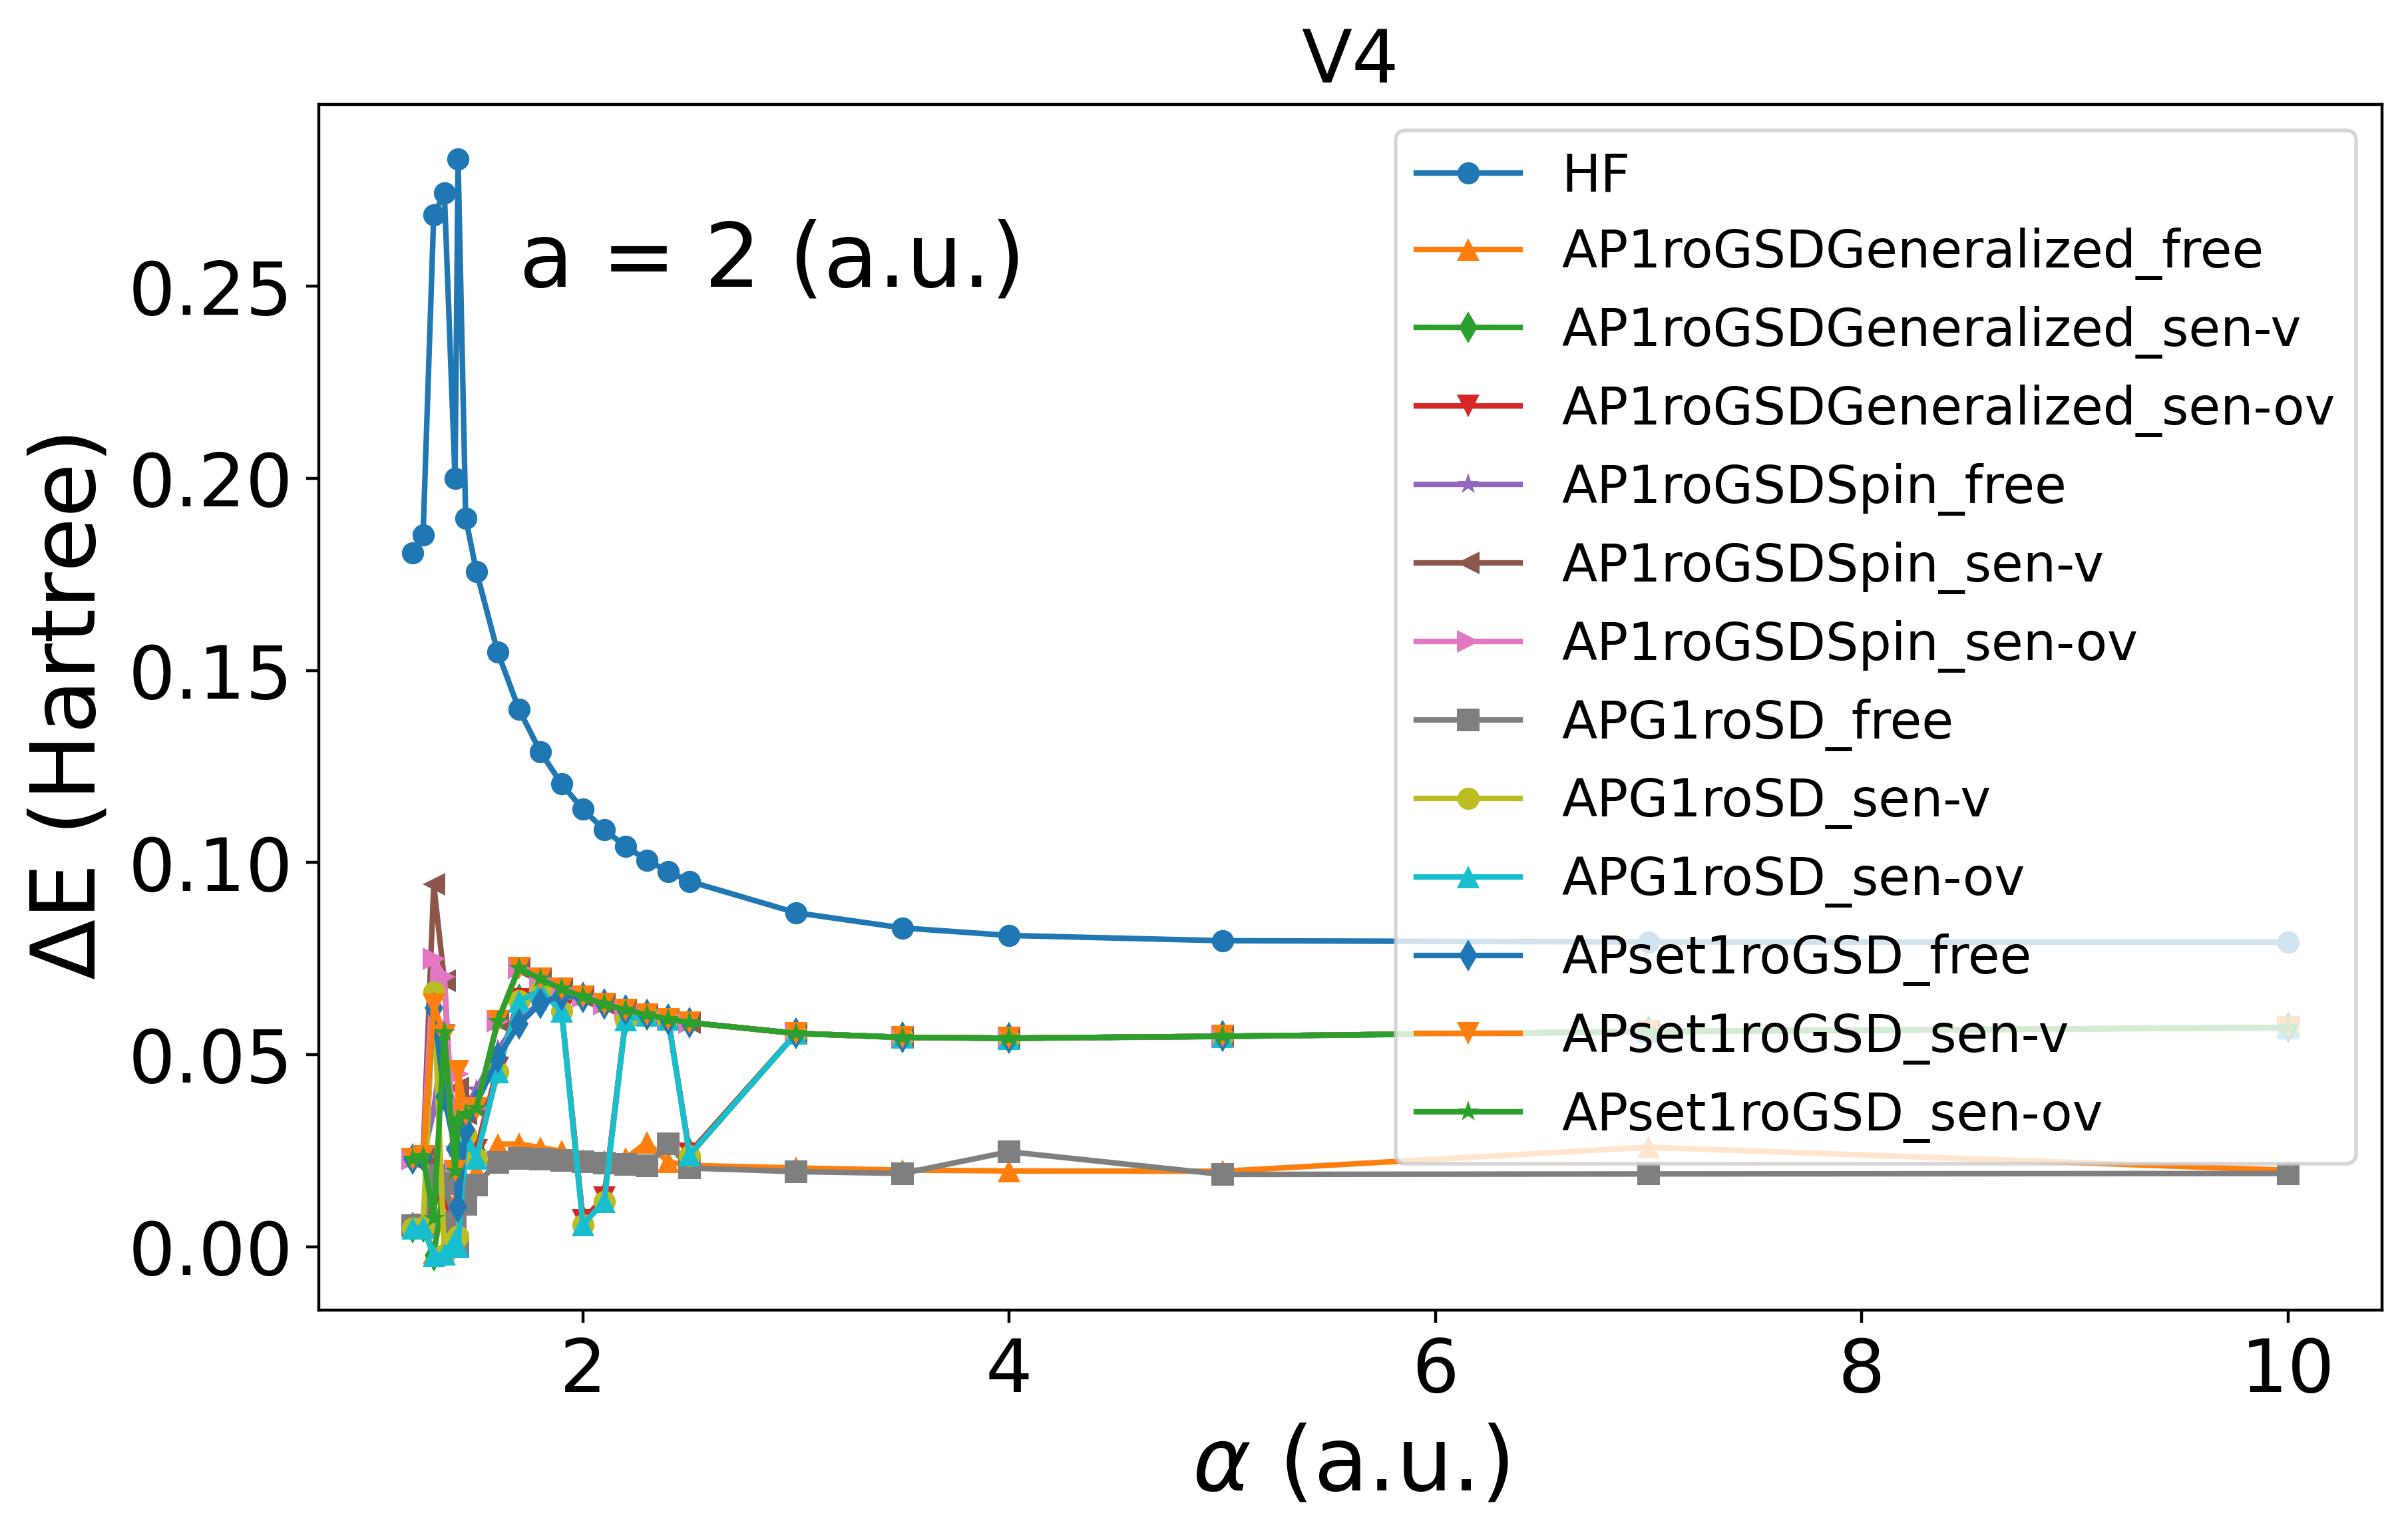 V4
a = 2 (a.u.)
HF
AP1roGSDGeneralized_free
AP1roGSDGeneralized_sen-v
AP1roGSDGeneralized_sen-ov
AP1roGSDSpin_free
AP1roGSDSpin_sen-v
AP1roGSDSpin_sen-ov
APG1roSD_free
APG1roSD_sen-v
APG1roSD_sen-ov
APset1roGSD_free
APset1roGSD_sen-v
APset1roGSD_sen-ov
ΔE (Hartree)
0.25
0.20
0.15
0.10
0.05
0.00
2 4 6 8 10
α (a.u.)